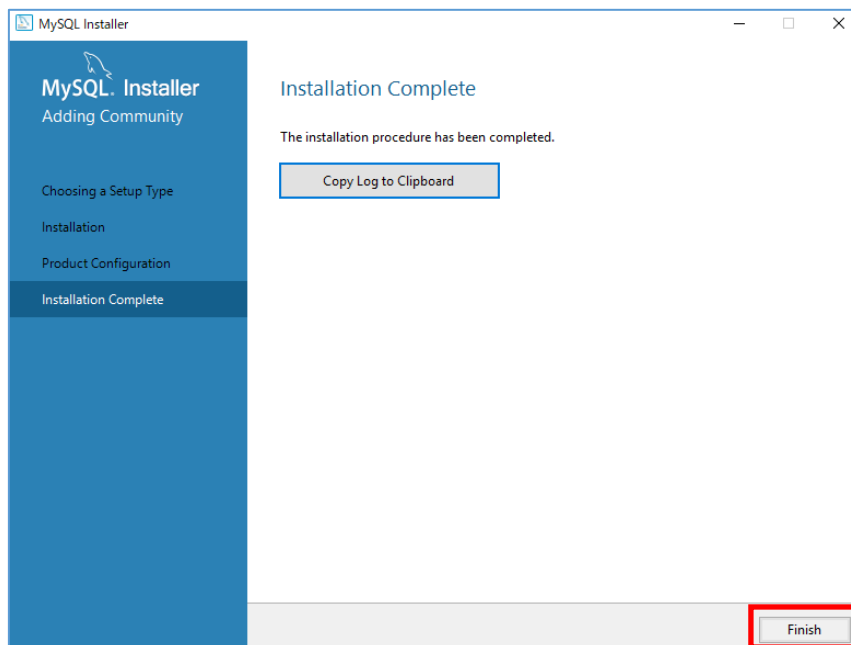 MySQL Installer
MySQL. Installer
Adding Community
Choosing a Setup Type
Installation
Product Configuration
Installation Complete
Installation Complete
The installation procedure has been completed.
Copy Log to Clipboard
Finish